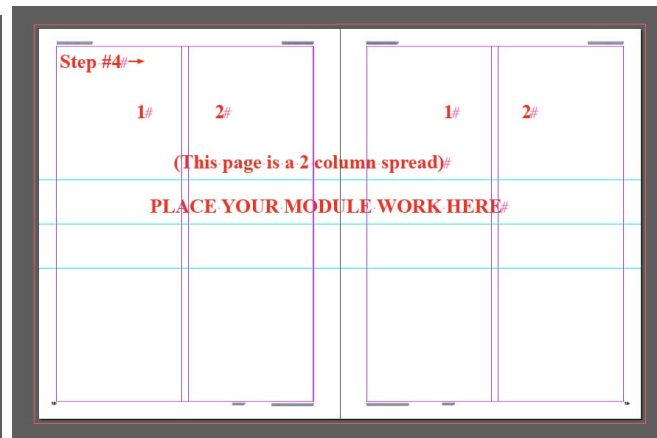 Step #4#
1# 2# 1# 2#
(This page is a 2 column spread)#
PLACE YOUR MODULE WORK HERE#